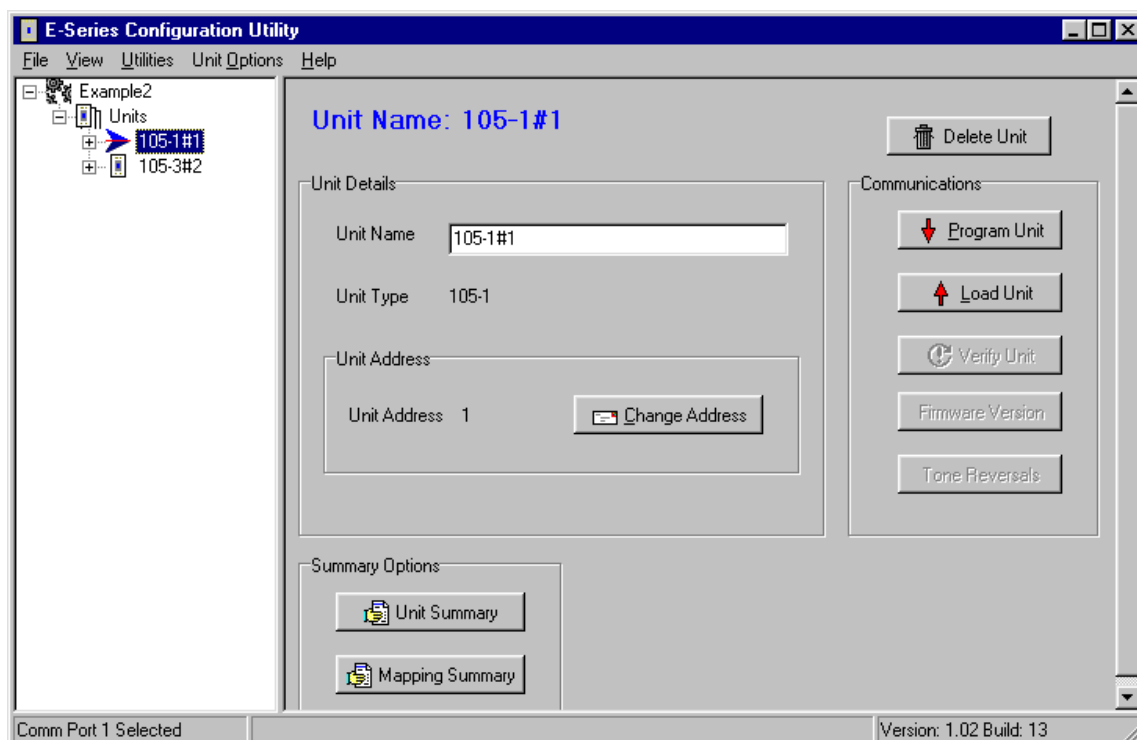 E-Series Configuration Utility
File View Utilities Unit Options Help
Example2
Units
105-1#1
105-3#2
Unit Name: 105-1#1
Delete Unit
Unit Details
Unit Name 105-1#1
Unit Type 105-1
Unit Address
Unit Address 1 Change Address
Communications
Program Unit
Load Unit
Verify Unit
Firmware Version
Tone Reversals
Summary Options
Unit Summary
Mapping Summary
Comm Port 1 Selected
Version: 1.02 Build: 13